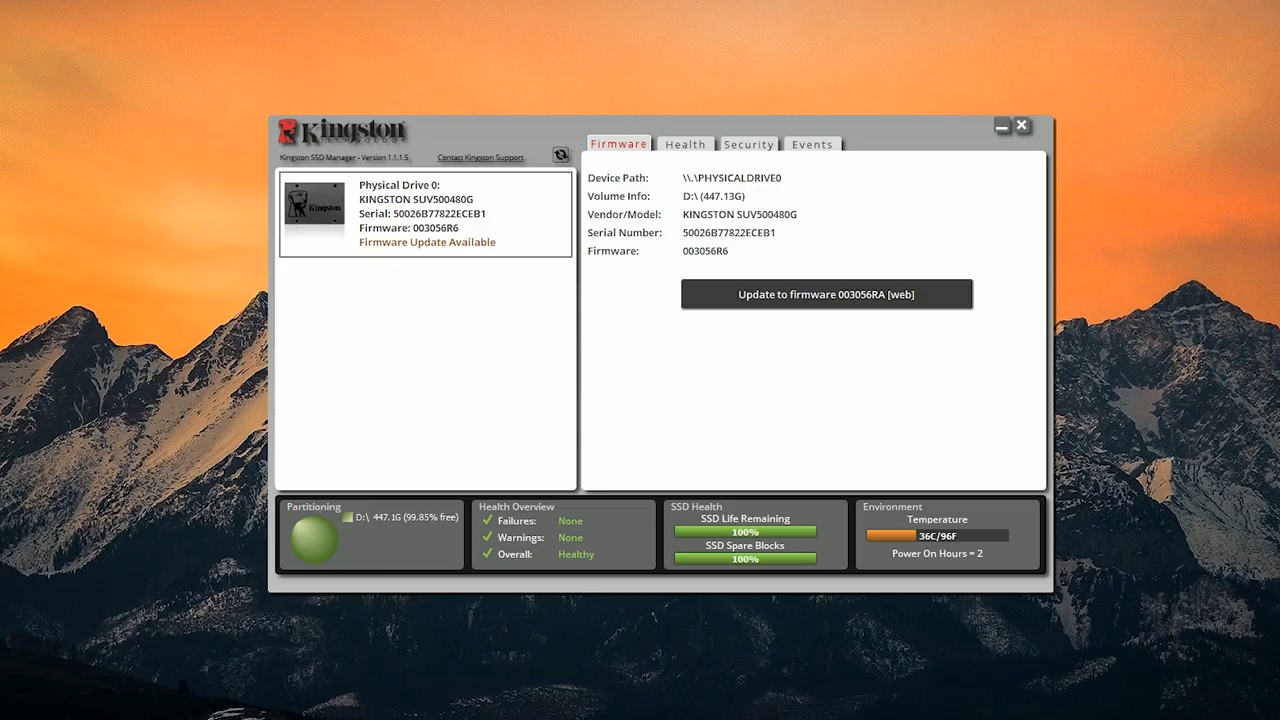 Kingston
TECHNOLOGY
Kingston SSD Manager - Version 1.1.1.5
Contact Kingston Support
Firmware
Health
Security
Events
Kingston
Physical Drive 0:
KINGSTON SUV500480G
Serial: 50026B77822ECEB1
Firmware: 003056R6
Firmware Update Available
Device Path: \\.\PHYSICALDRIVE0
Volume Info: D:\ (447.13G)
Vendor/Model: KINGSTON SUV500480G
Serial Number: 50026B77822ECEB1
Firmware: 003056R6
Update to firmware 003056RA [web]
Partitioning
D:\ 447.1G (99.85% free)
Health Overview
Failures: None
Warnings: None
Overall: Healthy
SSD Health
SSD Life Remaining
100%
SSD Spare Blocks
100%
Environment
Temperature
36C/96F
Power On Hours = 2